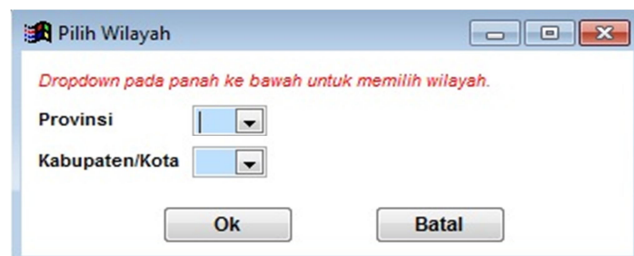 Pilih Wilayah
Dropdown pada panah ke bawah untuk memilih wilayah.
Provinsi
Kabupaten/Kota
Ok Batal